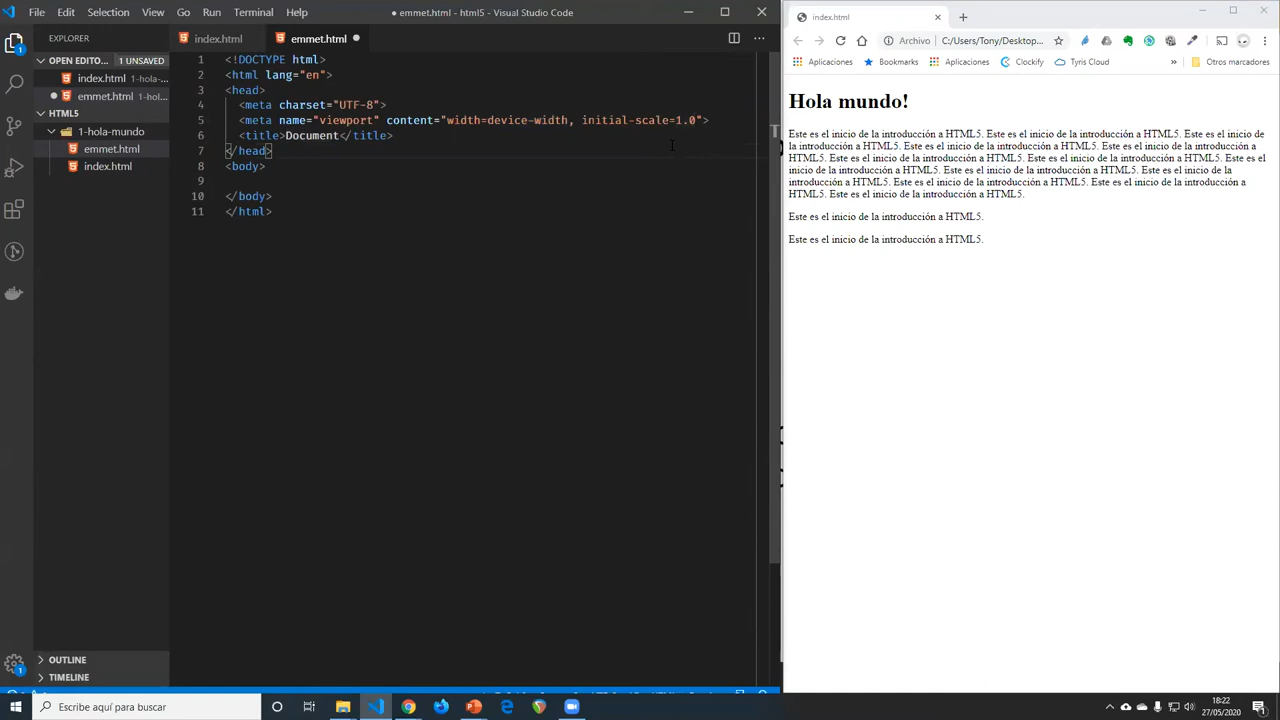 File Edit Selection View Go Run Terminal Help
● emmet.html - html5 - Visual Studio Code
EXPLORER
OPEN EDITORS 1 UNSAVED
index.html 1-hola-...
emmet.html 1-hol...
HTML5
1-hola-mundo
emmet.html
index.html
OUTLINE
TIMELINE
index.html
emmet.html
1 <!DOCTYPE html>
2 <html lang="en">
3 <head>
4 <meta charset="UTF-8">
5 <meta name="viewport" content="width=device-width, initial-scale=1.0">
6 <title>Document</title>
7 </head>
8 <body>
9
10 </body>
11 </html>
index.html
Archivo C:/Users/Tony/Desktop...
Aplicaciones Bookmarks Aplicaciones Clockify Tyris Cloud » Otros marcadores
Hola mundo!
Este es el inicio de la introducción a HTML5. Este es el inicio de la introducción a HTML5. Este es el inicio de
la introducción a HTML5. Este es el inicio de la introducción a HTML5. Este es el inicio de la introducción a
HTML5. Este es el inicio de la introducción a HTML5. Este es el inicio de la introducción a HTML5. Este es el
inicio de la introducción a HTML5. Este es el inicio de la introducción a HTML5. Este es el inicio de la
introducción a HTML5. Este es el inicio de la introducción a HTML5. Este es el inicio de la introducción a
HTML5. Este es el inicio de la introducción a HTML5.
Este es el inicio de la introducción a HTML5.
Este es el inicio de la introducción a HTML5.
Escribe aquí para buscar
18:22
27/05/2020